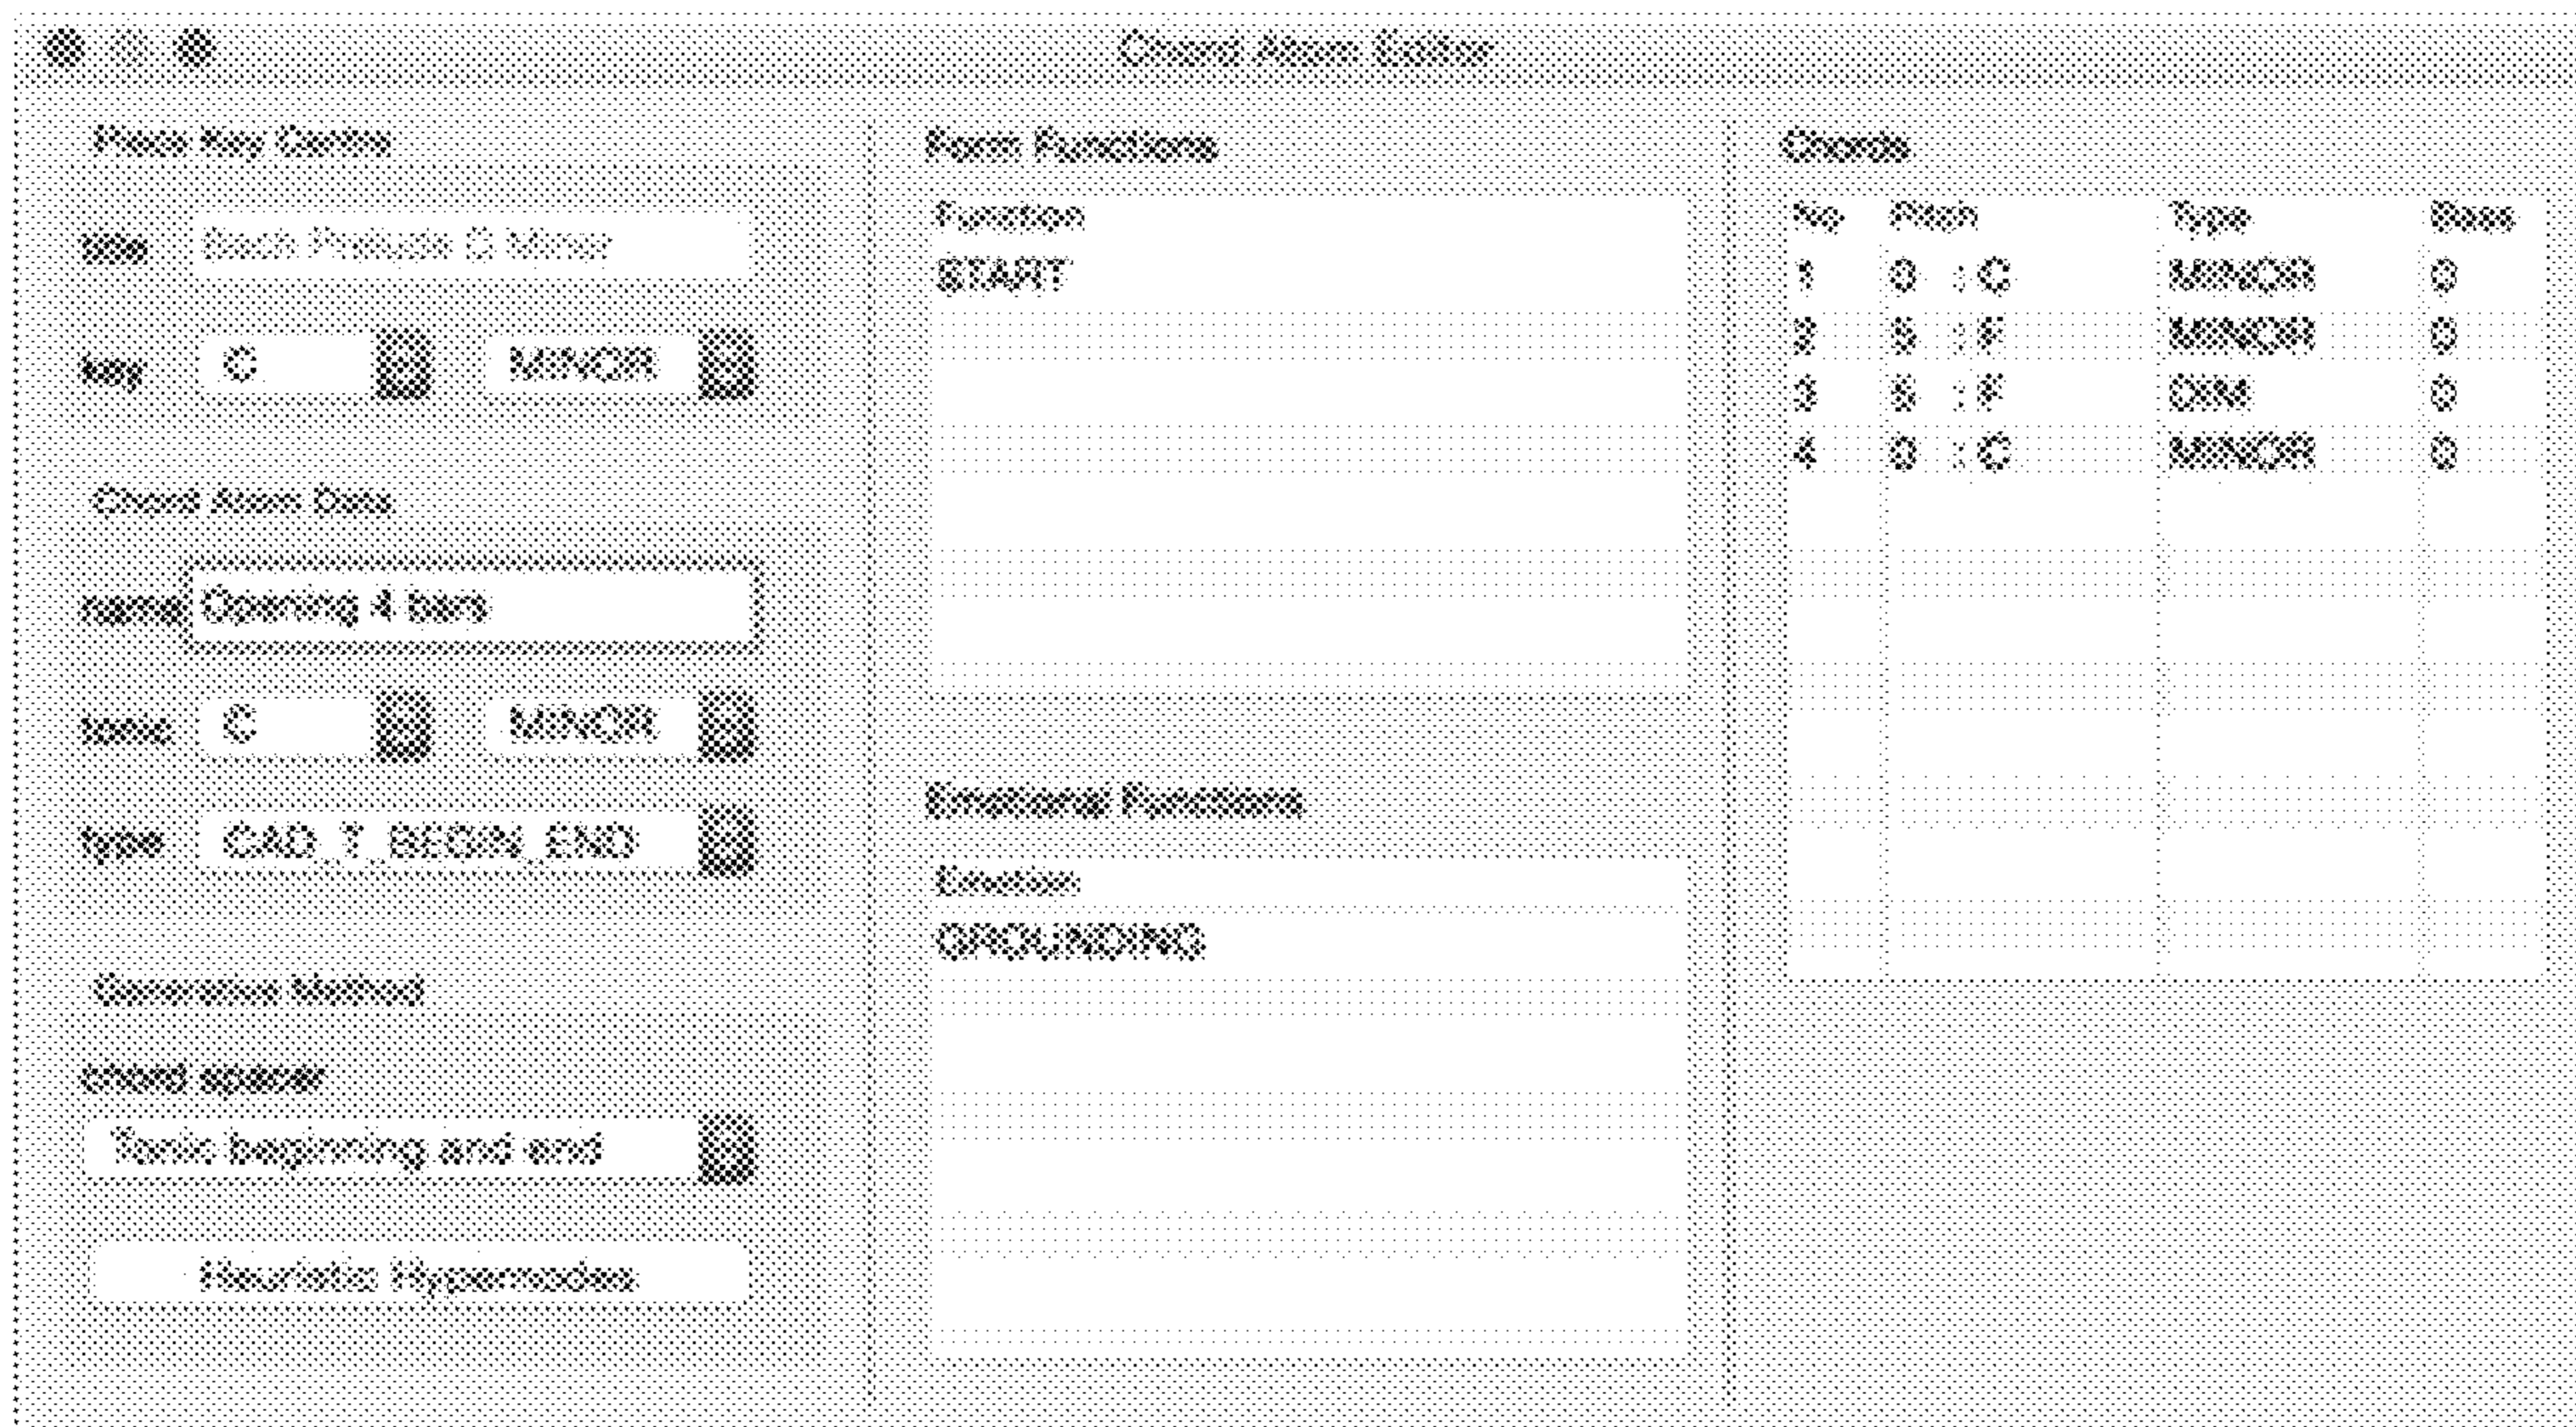 Chord Atom Editor
Piece Key Centre
title Bach Prelude C Minor
key C MINOR
Chord Atom Data
name Opening 4 bars
tonic C MINOR
type CAD_T_BEGIN_END
Generative Method
chord spacer
Tonic beginning and end
Heuristic Hypermodes
Form Functions
Function
START
Emotional Functions
Emotion
GROUNDING
Chords
No Pitch Type Bass
1 0 : C MINOR 0
2 5 : F MINOR 0
3 5 : F DIM 0
4 0 : C MINOR 0